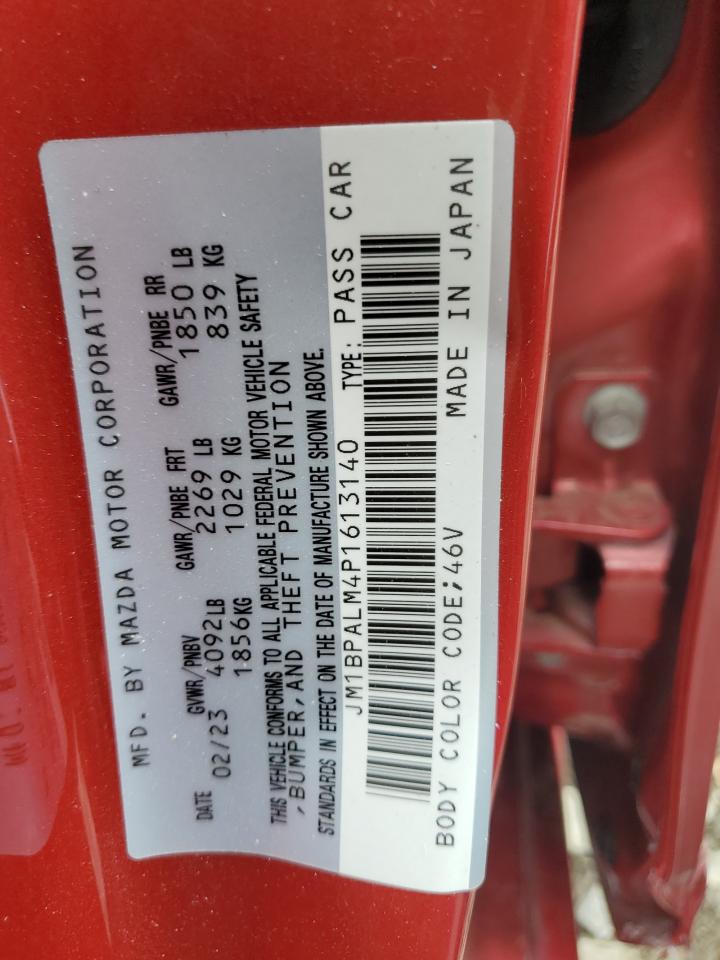 MFD. BY MAZDA MOTOR CORPORATION
DATE GVWR/PNBV GAWR/PNBE FRT GAWR/PNBE RR
02/23 4092LB 2269 LB 1850 LB
1856KG 1029 KG 839 KG
THIS VEHICLE CONFORMS TO ALL APPLICABLE FEDERAL MOTOR VEHICLE SAFETY
,BUMPER,AND THEFT PREVENTION
STANDARDS IN EFFECT ON THE DATE OF MANUFACTURE SHOWN ABOVE.
JM1BPALM4P1613140 TYPE: PASS CAR
BODY COLOR CODE;46V MADE IN JAPAN